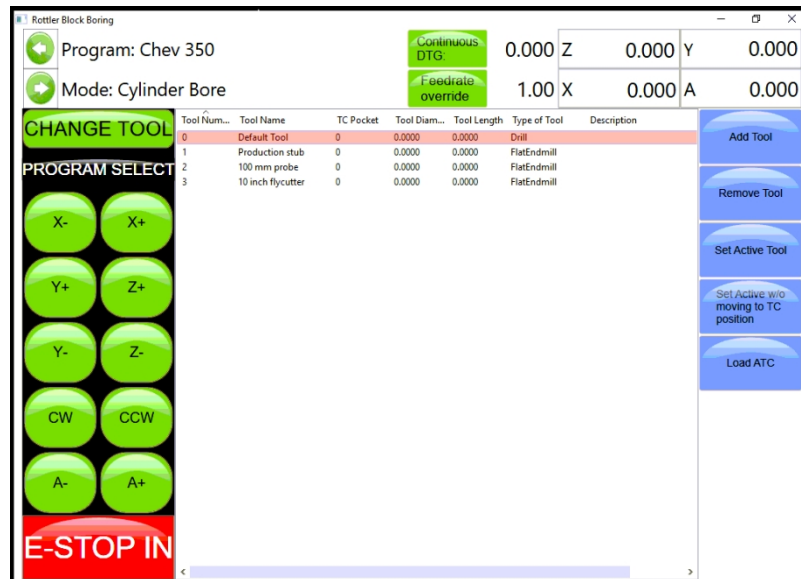 Rottler Block Boring
Program: Chev 350
Continuous
DTG:
0.000 Z 0.000 Y 0.000
Mode: Cylinder Bore
Feedrate
override
1.00 X 0.000 A 0.000
CHANGE TOOL
PROGRAM SELECT
X- X+
Y+ Z+
Y- Z-
CW CCW
A- A+
E-STOP IN
Tool Num... Tool Name TC Pocket Tool Diam... Tool Length Type of Tool Description
0 Default Tool 0 0.0000 0.0000 Drill
1 Production stub 0 0.0000 0.0000 FlatEndmill
2 100 mm probe 0 0.0000 0.0000 FlatEndmill
3 10 inch flycutter 0 0.0000 0.0000 FlatEndmill
Add Tool
Remove Tool
Set Active Tool
Set Active w/o
moving to TC
position
Load ATC